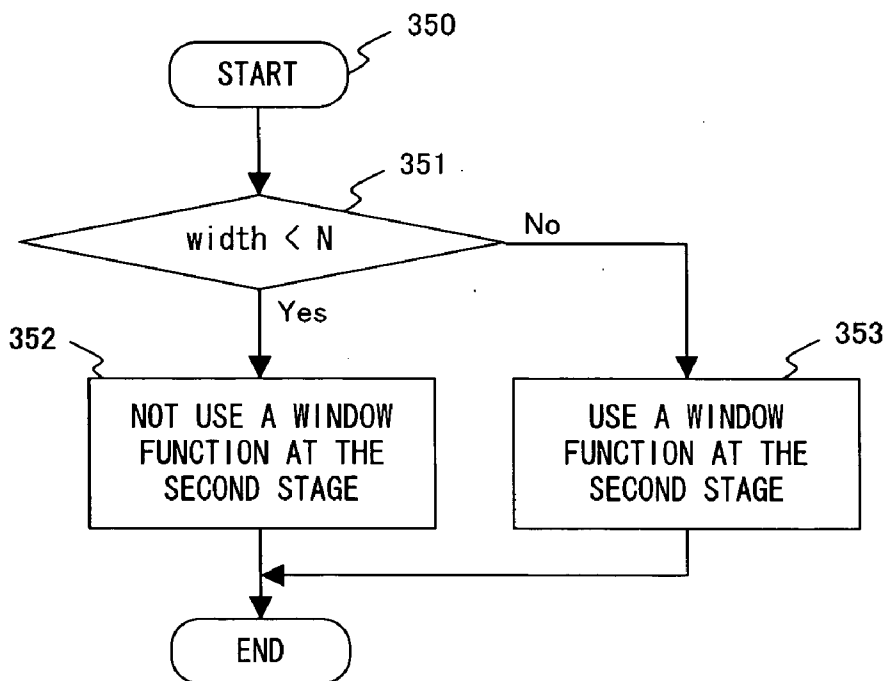 350
START
351
width < N
No
Yes
352
353
NOT USE A WINDOW
FUNCTION AT THE
SECOND STAGE
USE A WINDOW
FUNCTION AT THE
SECOND STAGE
END